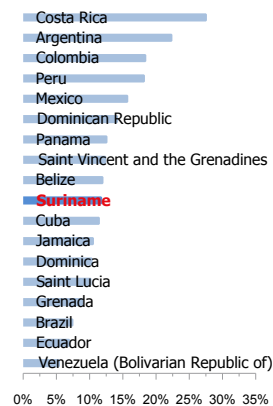 Costa Rica
Argentina
Colombia
Peru
Mexico
Dominican Republic
Panama
Saint Vincent and the Grenadines
Belize
Suriname
Cuba
Jamaica
Dominica
Saint Lucia
Grenada
Brazil
Ecuador
Venezuela (Bolivarian Republic of)
0% 5% 10% 15% 20% 25% 30% 35%